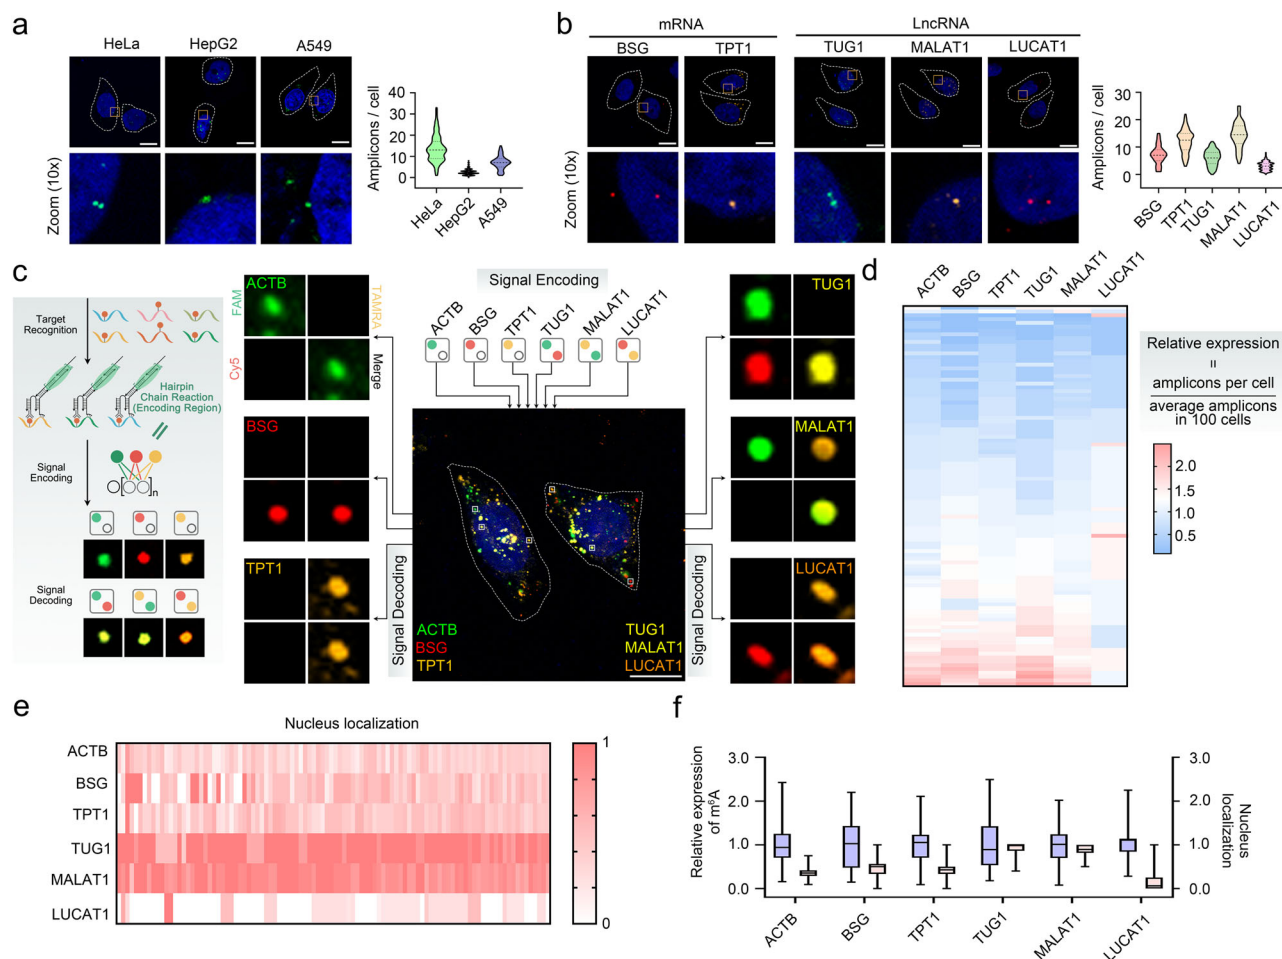 a
HeLa
HepG2
A549
Zoom (10x)
Amplicons / cell
40
30
20
10
0
HeLa
HepG2
A549
b
mRNA
LncRNA
BSG
TPT1
TUG1
MALAT1
LUCAT1
Zoom (10x)
Amplicons / cell
30
20
10
0
BSG
TPT1
TUG1
MALAT1
LUCAT1
c
Target
Recognition
Hairpin
Chain Reaction
(Encoding Region)
Signal
Encoding
n
Signal
Decoding
FAM
TAMRA
Cy5
Merge
ACTB
BSG
TPT1
Signal Encoding
ACTB
BSG
TPT1
TUG1
MALAT1
LUCAT1
Signal Decoding
ACTB
BSG
TPT1
TUG1
MALAT1
LUCAT1
Signal Decoding
TUG1
MALAT1
LUCAT1
d
ACTB
BSG
TPT1
TUG1
MALAT1
LUCAT1
Relative expression
=
amplicons per cell
average amplicons
in 100 cells
2.0
1.5
1.0
0.5
e
Nucleus localization
ACTB
BSG
TPT1
TUG1
MALAT1
LUCAT1
1
0
f
Relative expression
of m⁶A
3.0
2.0
1.0
0.0
3.0
2.0
1.0
0.0
Nucleus
localization
ACTB
BSG
TPT1
TUG1
MALAT1
LUCAT1